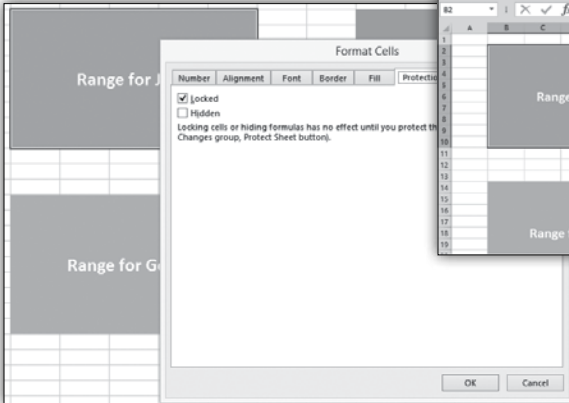 Range for J
Range for G
Format Cells
Number Alignment Font Border Fill Protectio
Locked
Hidden
Locking cells or hiding formulas has no effect until you protect th
Changes group, Protect Sheet button).
OK Cancel
B2
A B C
1
2
3
4
5
6
7
8
9
10
11
12
13
14
15
16
17
18
19
Range
Range